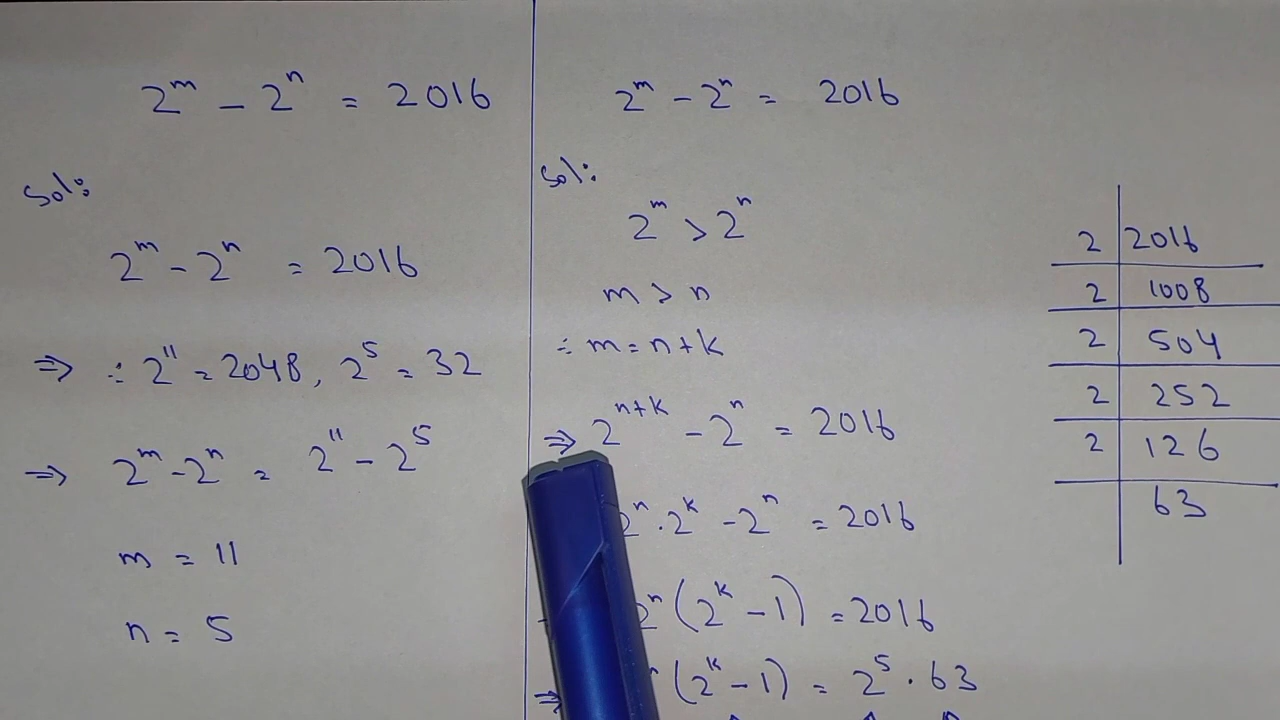 2^m - 2^n = 2016
Sol:
2^m - 2^n = 2016
⇒ ∴ 2^11 = 2048, 2^5 = 32
⇒ 2^m - 2^n = 2^11 - 2^5
m = 11
n = 5
2^m - 2^n = 2016
Sol:
2^m > 2^n
m > n
∴ m = n+k
⇒ 2^(n+k) - 2^n = 2016
2^n . 2^k - 2^n = 2016
2^n (2^k - 1) = 2016
⇒ (2^k - 1) = 2^5 . 63
2 | 2016
2 | 1008
2 | 504
2 | 252
2 | 126
| 63